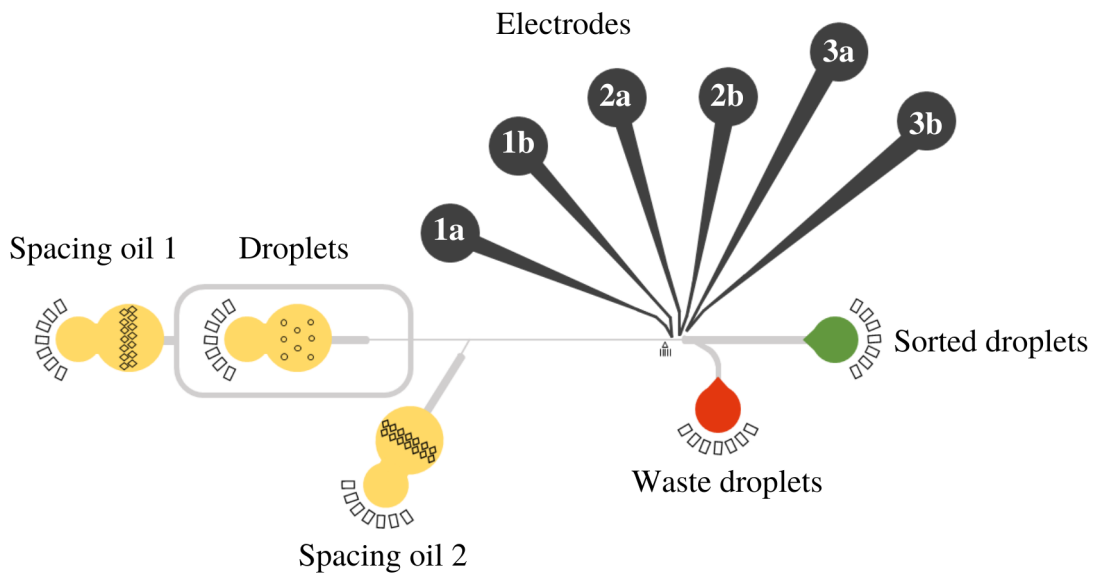 Electrodes
3a
2a
2b
3b
1b
1a
Spacing oil 1
Droplets
Sorted droplets
Waste droplets
Spacing oil 2